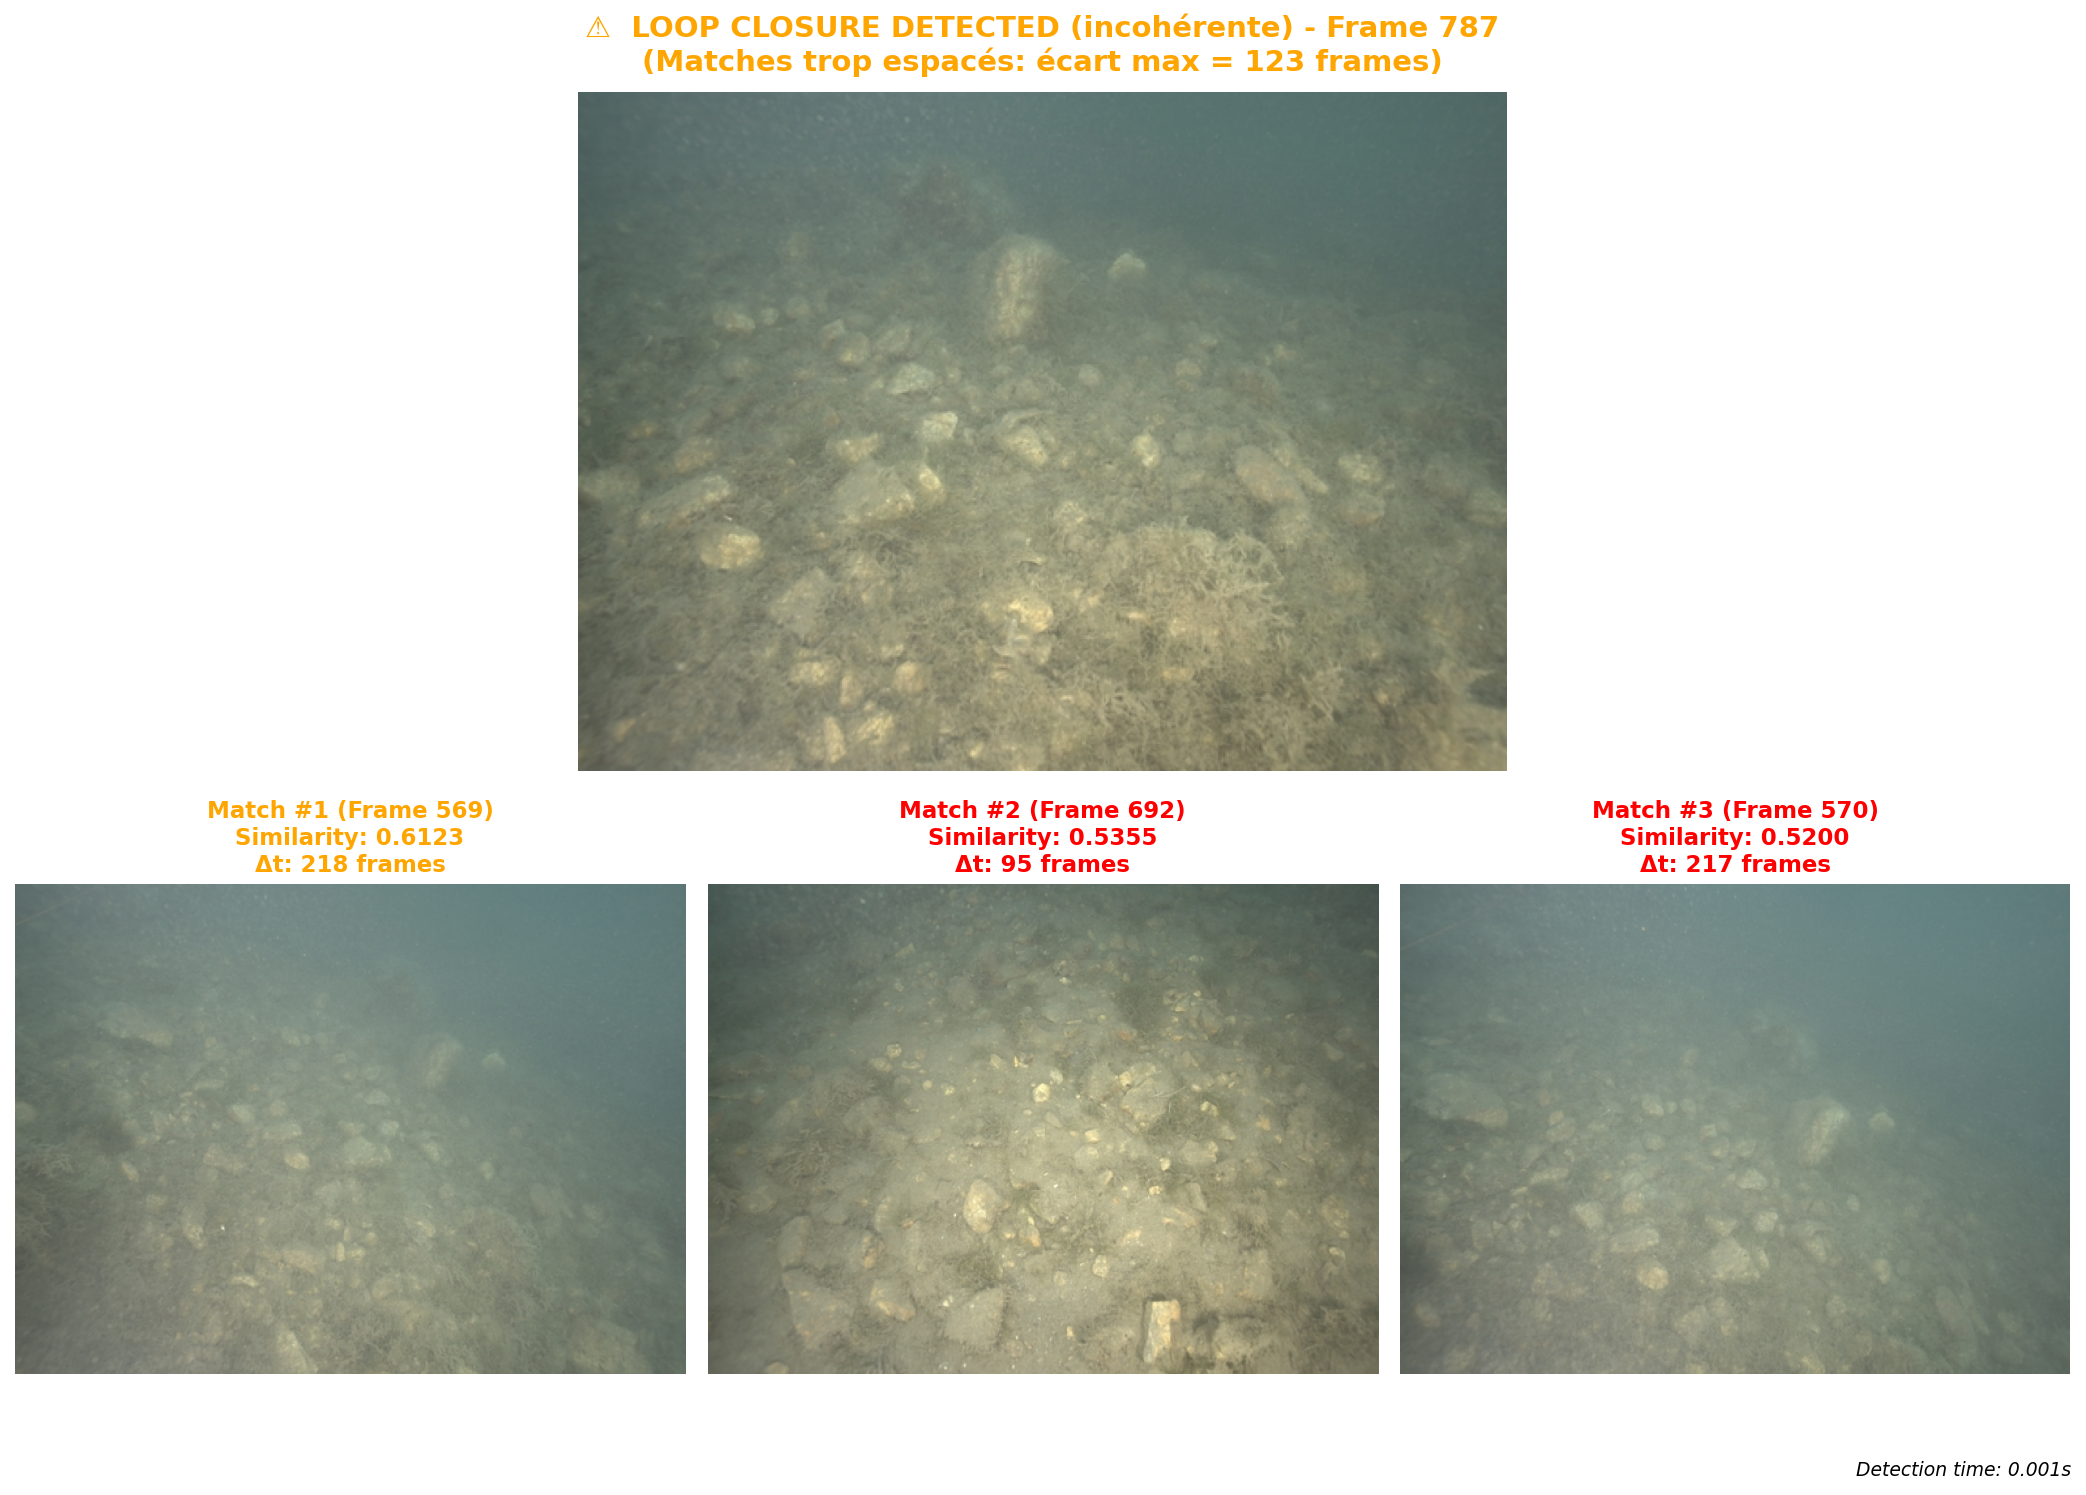 ⚠ LOOP CLOSURE DETECTED (incohérente) - Frame 787
(Matches trop espacés: écart max = 123 frames)
Match #1 (Frame 569)
Similarity: 0.6123
Δt: 218 frames
Match #2 (Frame 692)
Similarity: 0.5355
Δt: 95 frames
Match #3 (Frame 570)
Similarity: 0.5200
Δt: 217 frames
Detection time: 0.001s